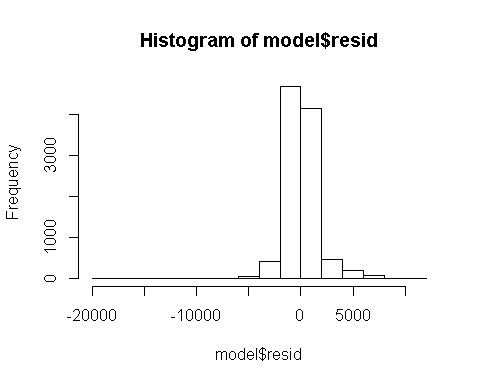 Histogram of model$resid
Frequency
3000
1000
0
-20000 -10000 0 5000
model$resid